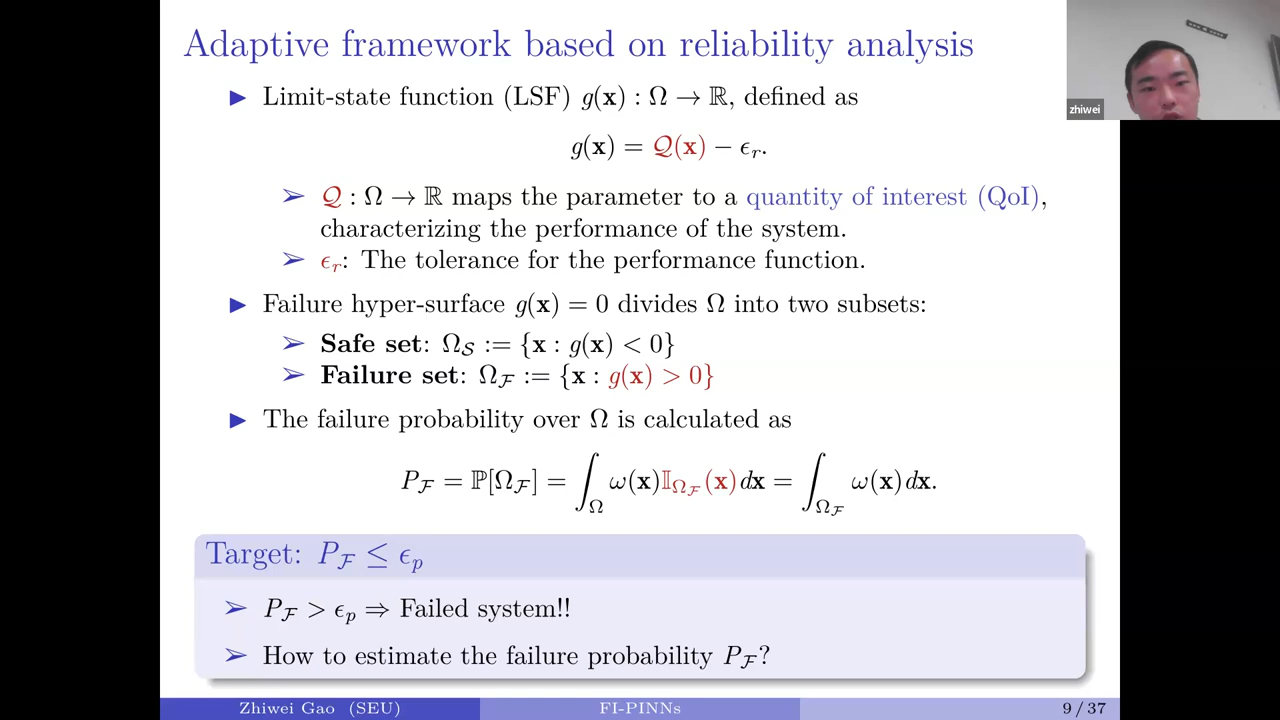 Adaptive framework based on reliability analysis
▶ Limit-state function (LSF) g(x) : Ω → ℝ, defined as
g(x) = 𝒬(x) − ϵ_r.
➢ 𝒬 : Ω → ℝ maps the parameter to a quantity of interest (QoI),
characterizing the performance of the system.
➢ ϵ_r: The tolerance for the performance function.
▶ Failure hyper-surface g(x) = 0 divides Ω into two subsets:
➢ Safe set: Ω_𝒮 := {x : g(x) < 0}
➢ Failure set: Ω_ℱ := {x : g(x) > 0}
▶ The failure probability over Ω is calculated as
P_ℱ = ℙ[Ω_ℱ] = ∫_Ω ω(x)𝕀_{Ω_ℱ}(x)dx = ∫_{Ω_ℱ} ω(x)dx.
Target: P_ℱ ≤ ϵ_p
➢ P_ℱ > ϵ_p ⇒ Failed system!!
➢ How to estimate the failure probability P_ℱ?
Zhiwei Gao (SEU) FI-PINNs 9 / 37
zhiwei